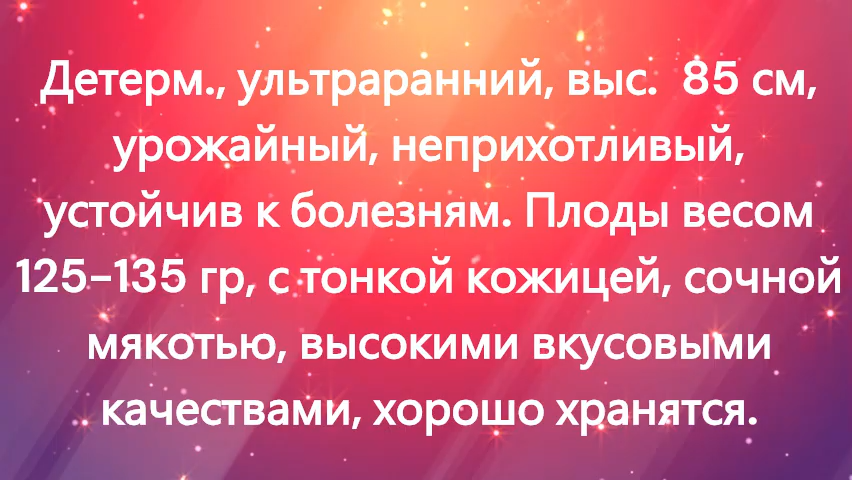 Детерм., ультраранний, выс.  85 см,
урожайный, неприхотливый,
устойчив к болезням. Плоды весом
125-135 гр, с тонкой кожицей, сочной
мякотью, высокими вкусовыми
качествами, хорошо хранятся.